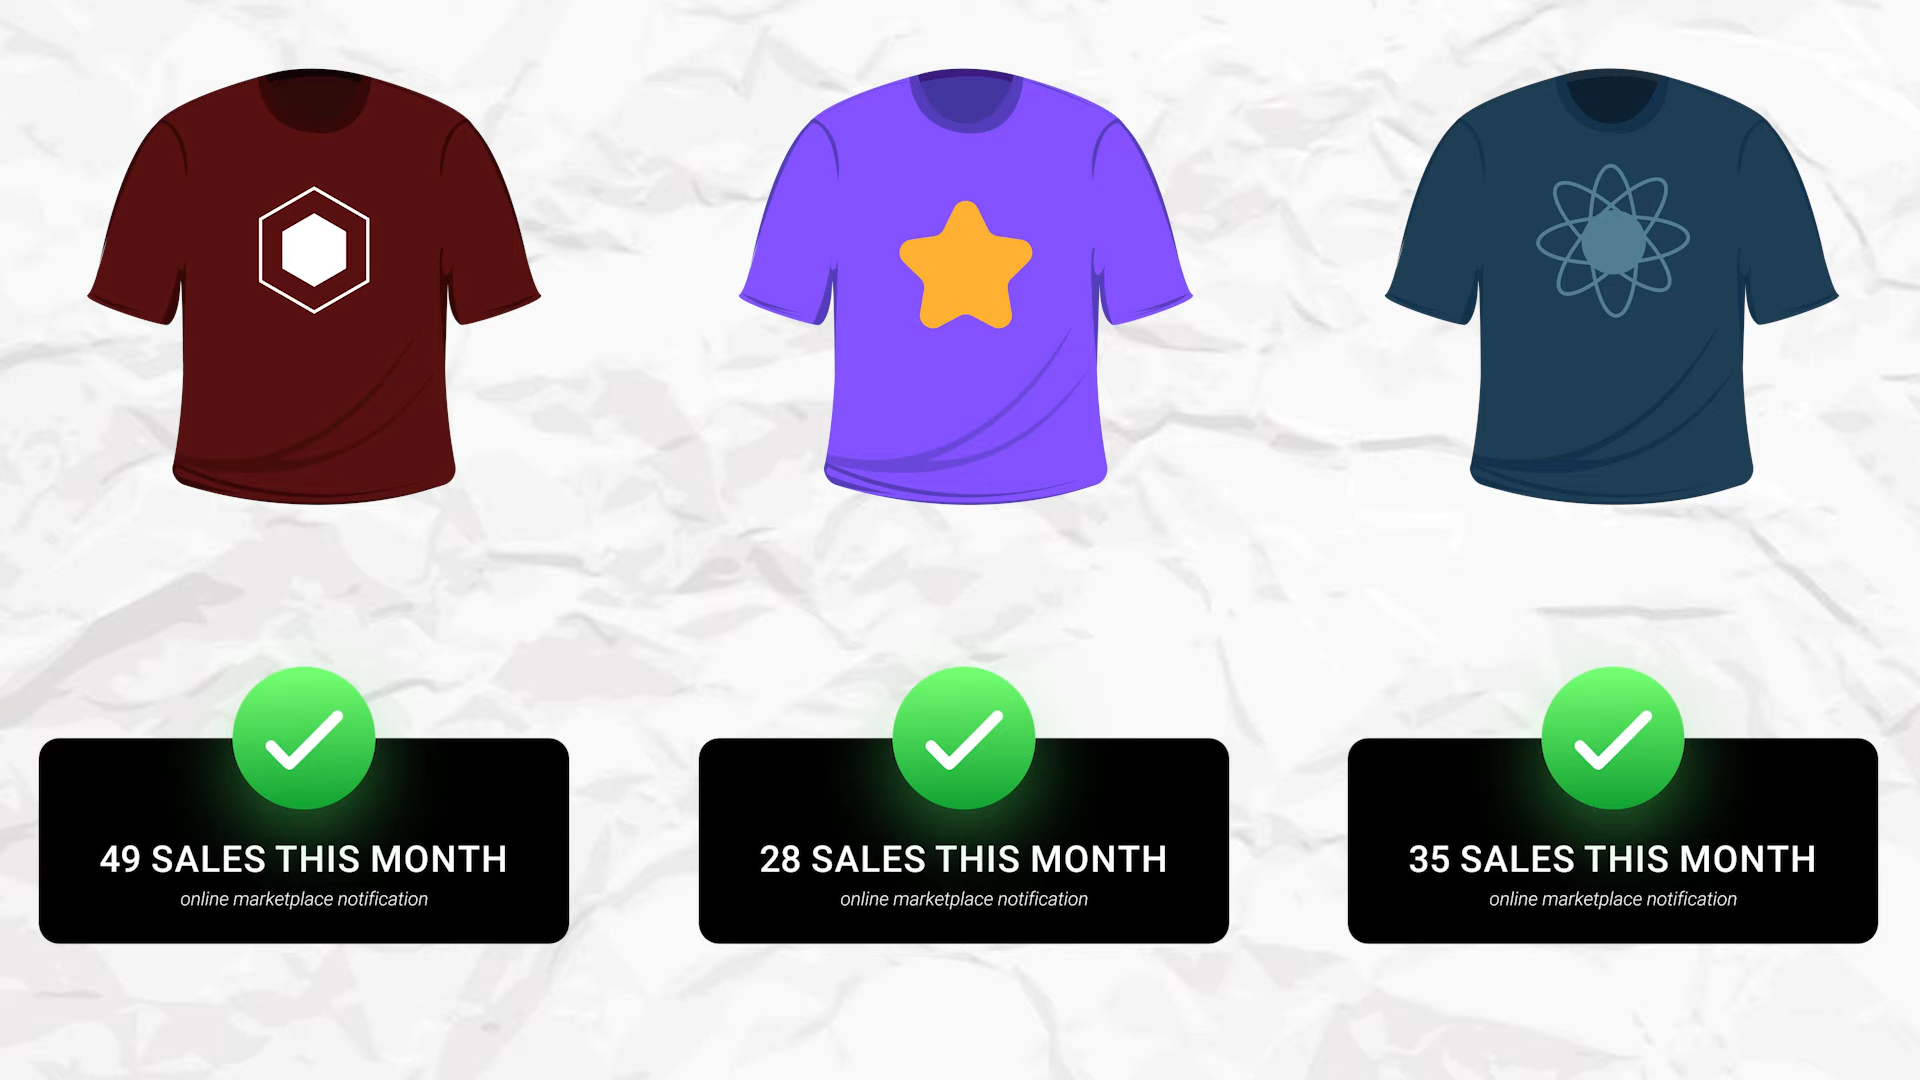 49 SALES THIS MONTH
online marketplace notification
28 SALES THIS MONTH
online marketplace notification
35 SALES THIS MONTH
online marketplace notification